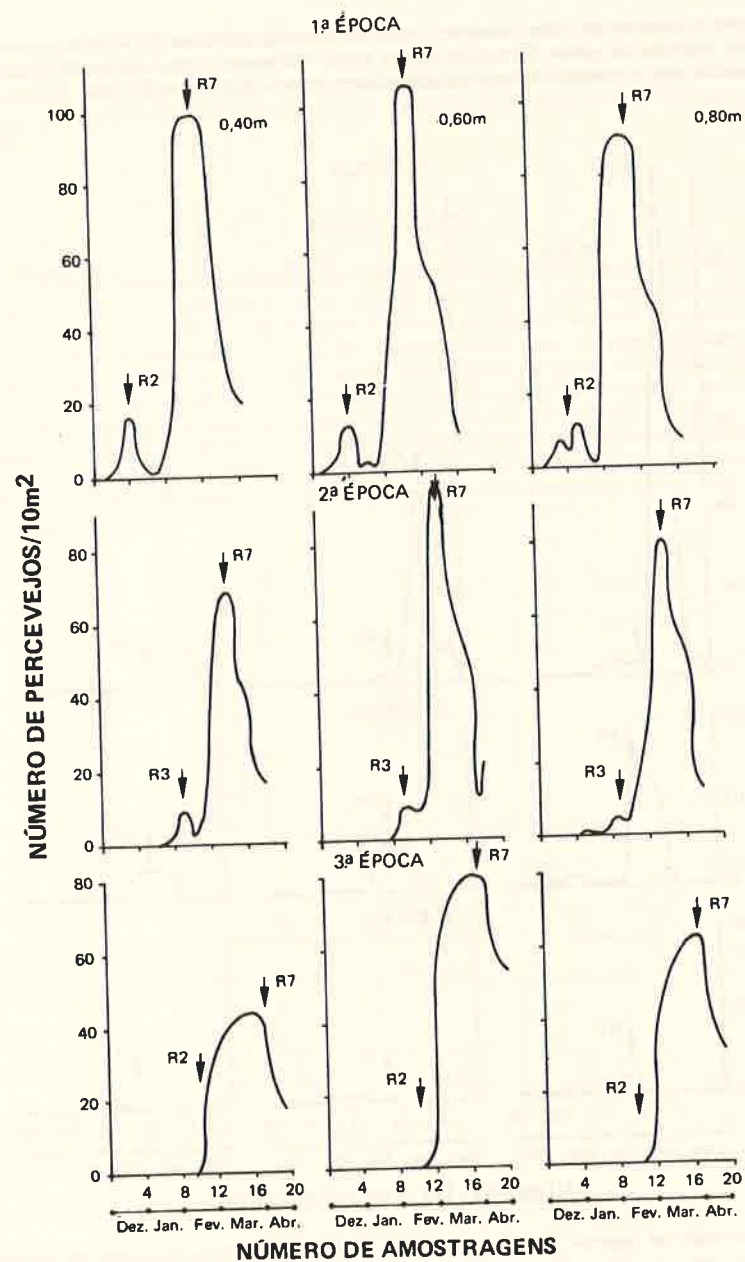 1ª ÉPOCA
R7 R7 R7
100 0,40m 0,60m 0,80m
80
60
40
R2 R2 R2
20
0
2ª ÉPOCA R7
R7 R7
80
60
40
R3 R3 R3
20
0
3ª ÉPOCA R7
80 R7
60
R7
40
R2 R2 R2
20
0
4 8 12 16 20 4 8 12 16 20 4 8 12 16 20
Dez. Jan. Fev. Mar. Abr. Dez. Jan. Fev. Mar. Abr. Dez. Jan. Fev. Mar. Abr.
NÚMERO DE PERCEVEJOS/10m²
NÚMERO DE AMOSTRAGENS